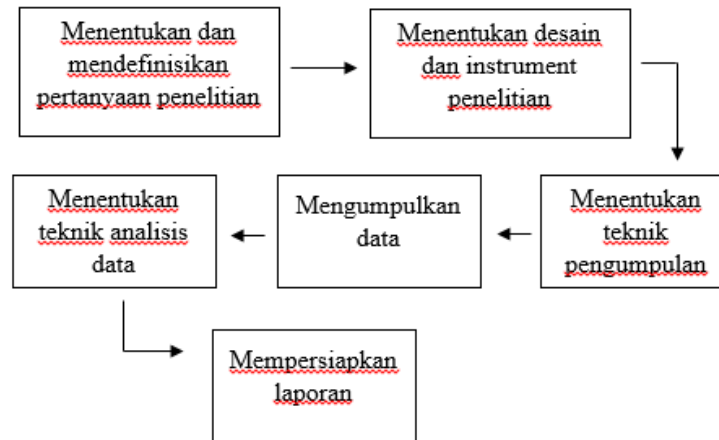 Menentukan dan
mendefinisikan
pertanyaan penelitian
Menentukan desain
dan instrument
penelitian
Menentukan
teknik
pengumpulan
Mengumpulkan
data
Menentukan
teknik analisis
data
Mempersiapkan
laporan